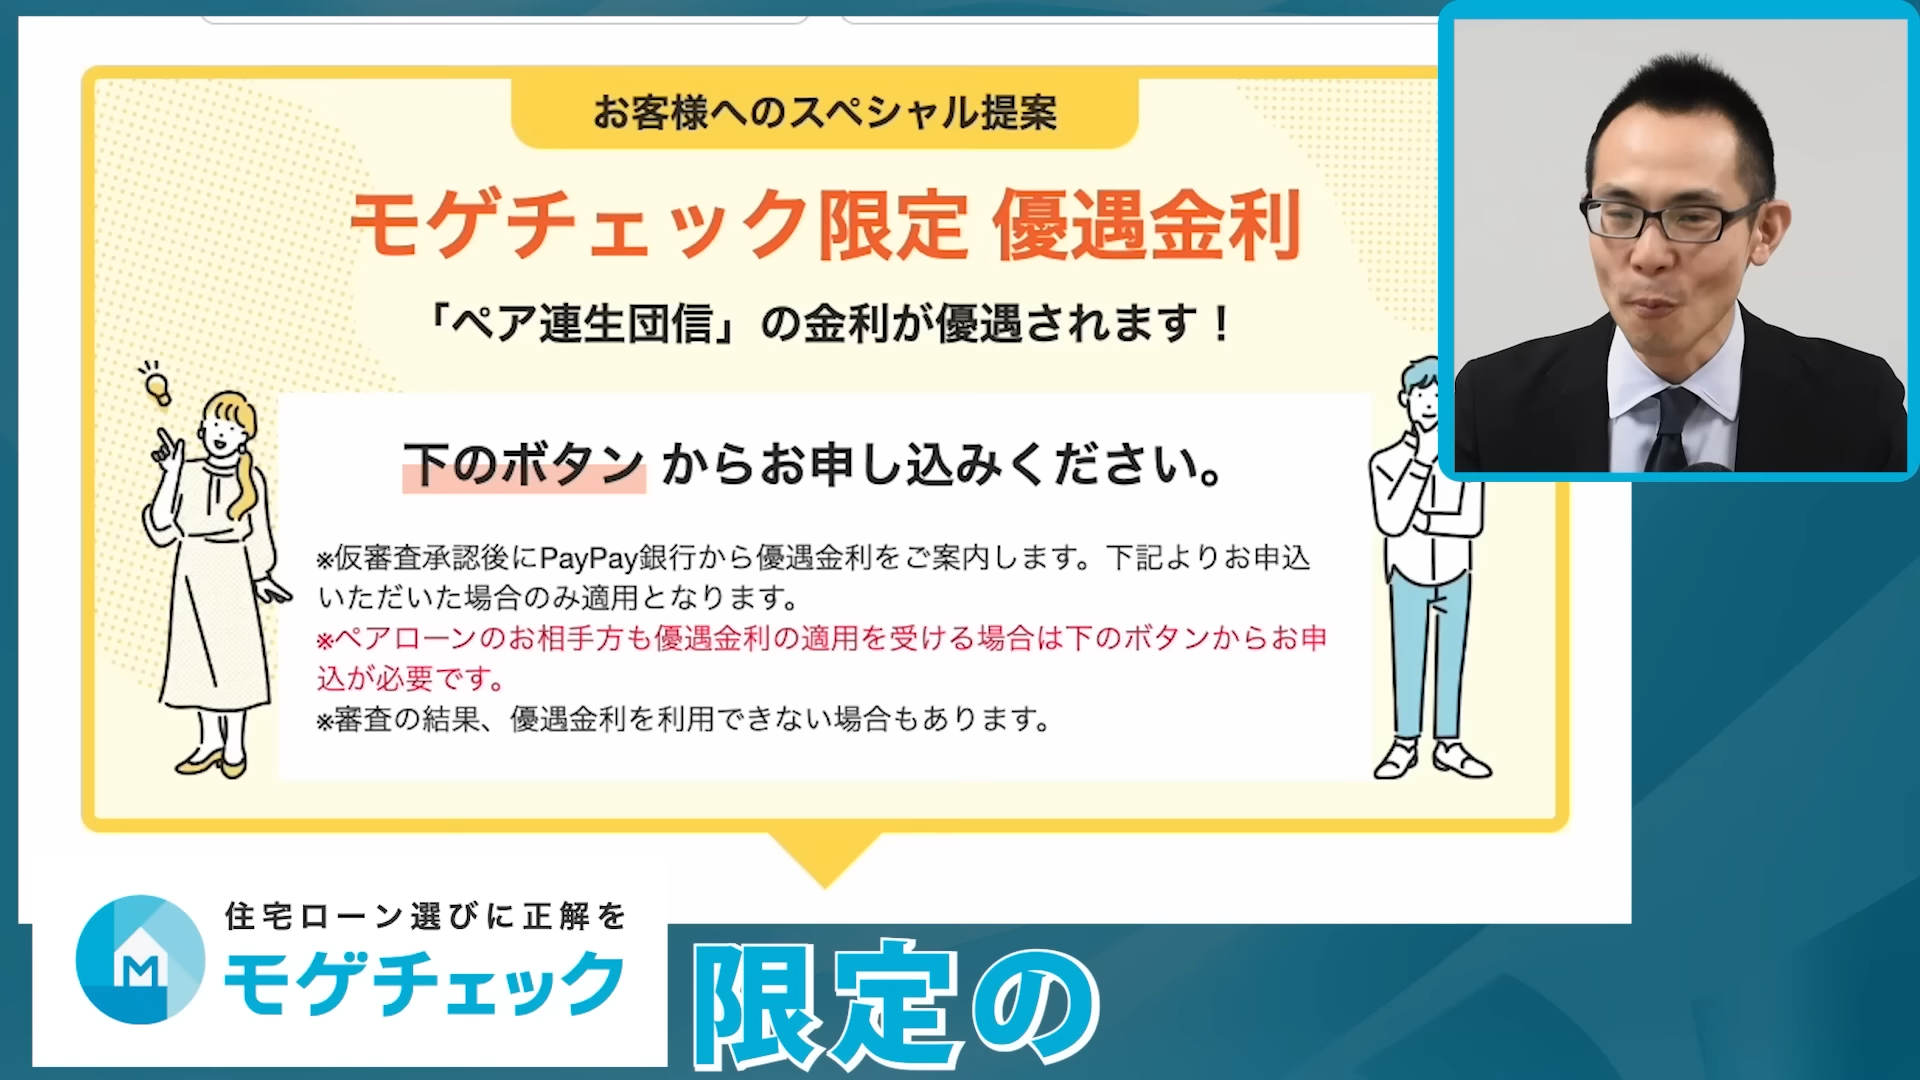 お客様へのスペシャル提案
モゲチェック限定 優遇金利
「ペア連生団信」の金利が優遇されます！
下のボタン からお申し込みください。
※仮審査承認後にPayPay銀行から優遇金利をご案内します。下記よりお申込
いただいた場合のみ適用となります。
※ペアローンのお相手方も優遇金利の適用を受ける場合は下のボタンからお申
込が必要です。
※審査の結果、優遇金利を利用できない場合もあります。
住宅ローン選びに正解を
モゲチェック
限定の